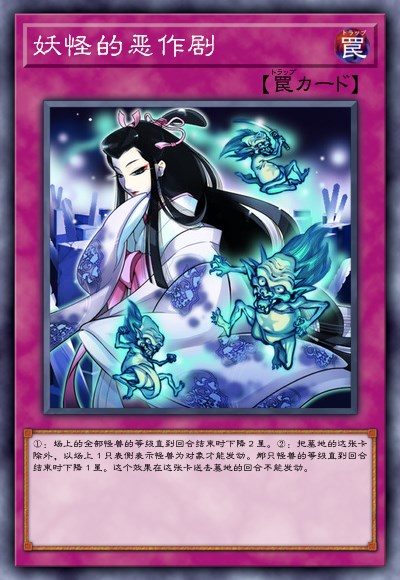 妖怪的恶作剧
トラップ
罠
トラップ
【罠カード】
①：场上的全部怪兽的等级直到回合结束时下降2星。②：把墓地的这张卡
除外，以场上1只表侧表示怪兽为对象才能发动。那只怪兽的等级直到回合
结束时下降1星。这个效果在这张卡送去墓地的回合不能发动。